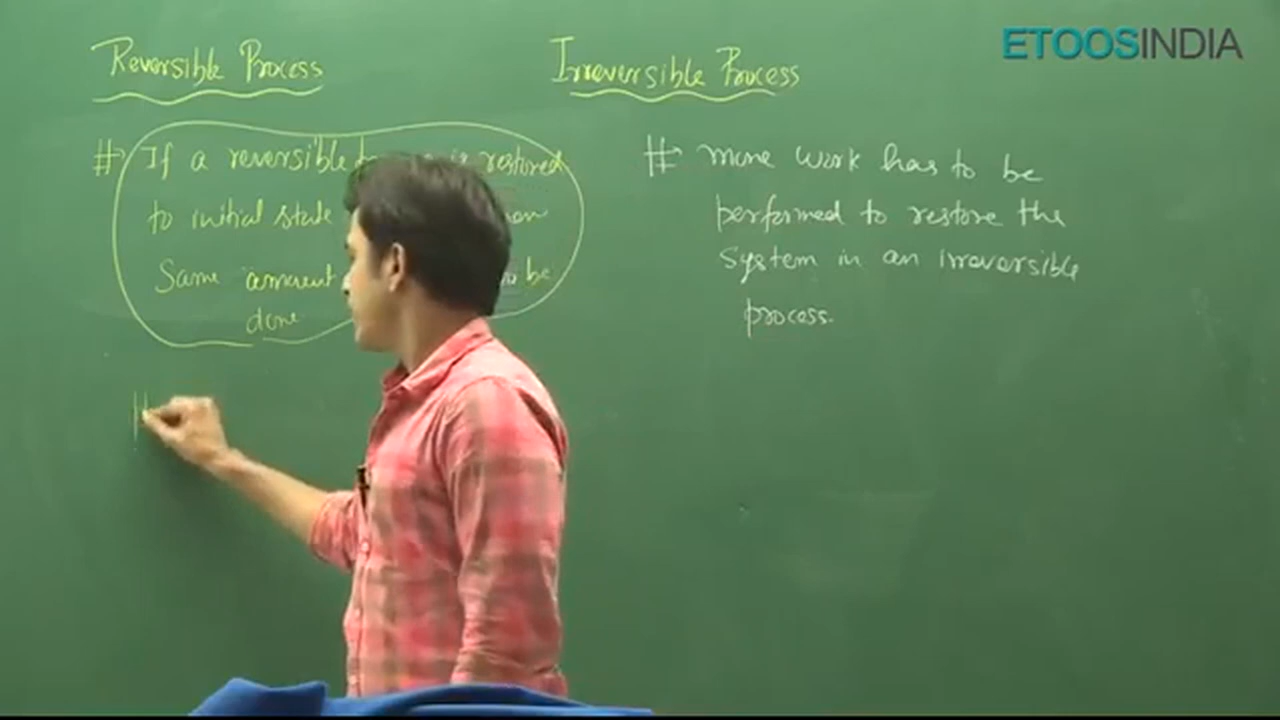 ETOOSINDIA
Reversible Process
# If a reversible is restored
to initial state
Same amount be
done
Irreversible Process
# more work has to be
performed to restore the
system in an irreversible
process.